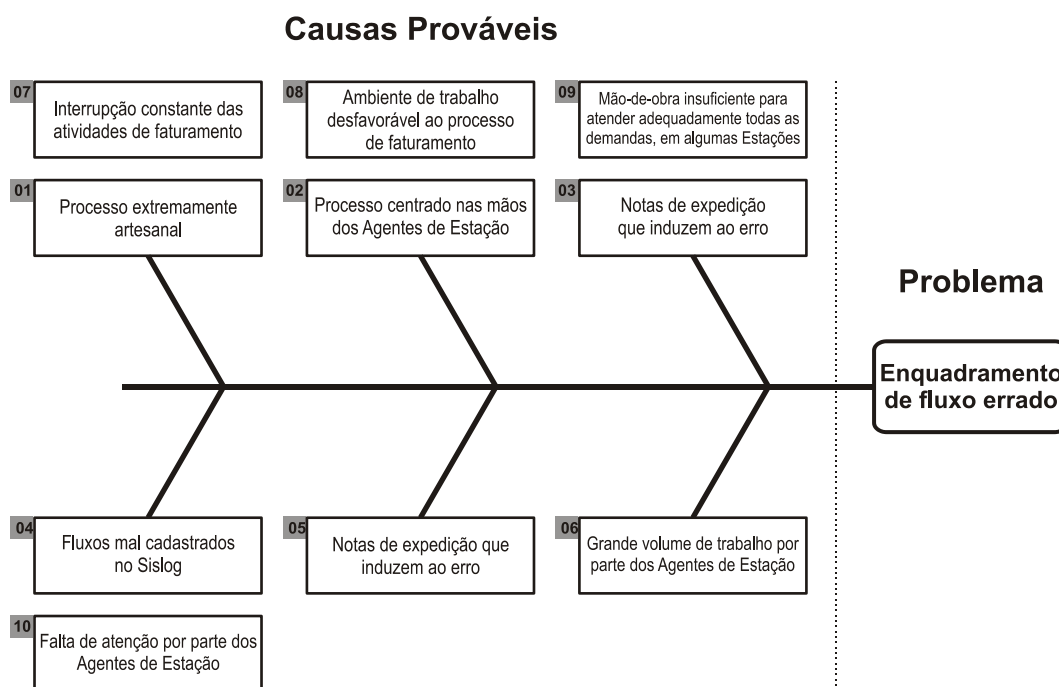 Causas Prováveis
07
Interrupção constante das
atividades de faturamento
08
Ambiente de trabalho
desfavorável ao processo
de faturamento
09
Mão-de-obra insuficiente para
atender adequadamente todas as
demandas, em algumas Estações
01
Processo extremamente
artesanal
02
Processo centrado nas mãos
dos Agentes de Estação
03
Notas de expedição
que induzem ao erro
Problema
Enquadramento
de fluxo errado
04
Fluxos mal cadastrados
no Sislog
05
Notas de expedição que
induzem ao erro
06
Grande volume de trabalho por
parte dos Agentes de Estação
10
Falta de atenção por parte dos
Agentes de Estação